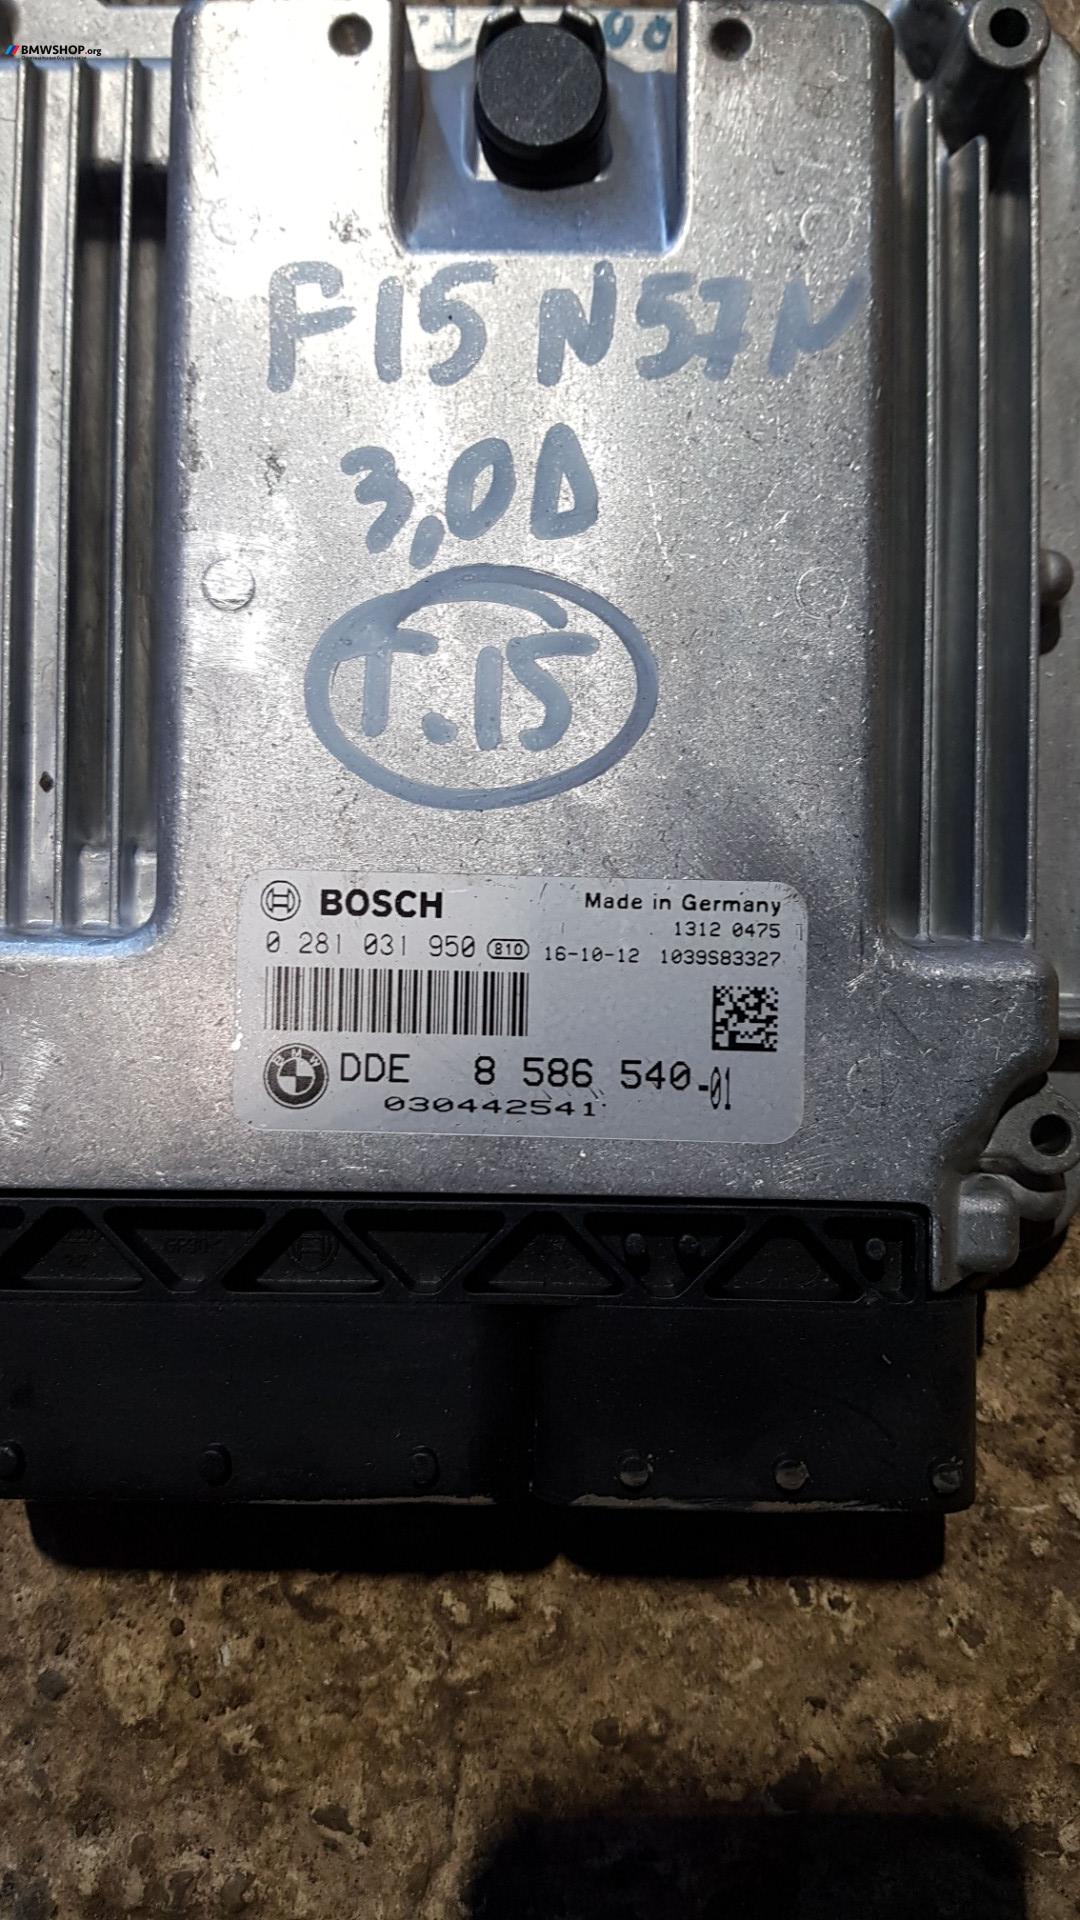 BMWSHOP.org
F15 N57N
3,0D
T.15
BOSCH
Made in Germany
1312 0475
0 281 031 950 810 16-10-12 1039S83327
DDE 8 586 540-01
030442541